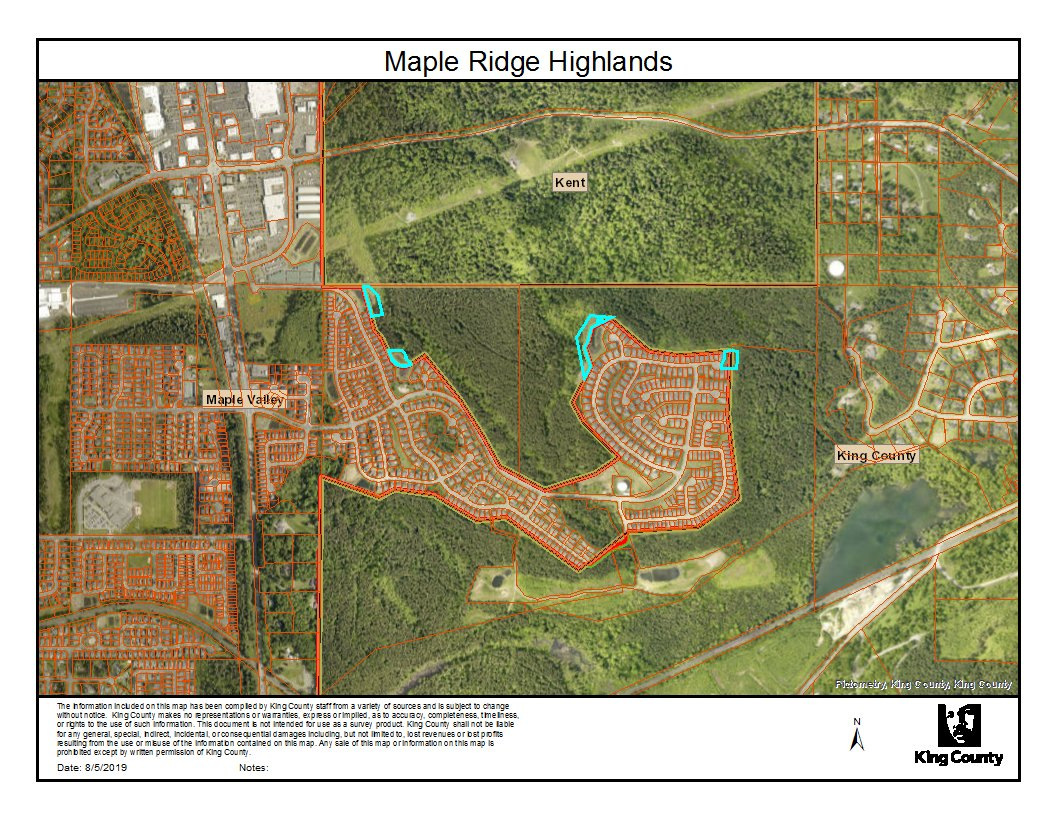 Maple Ridge Highlands
Kent
Maple Valley
King County
Pictometry, King County, King County
The information included on this map has been compiled by King County staff from a variety of sources and is subject to change
without notice. King County makes no representations or warranties, express or implied, as to accuracy, completeness, timeliness,
or rights to the use of such information. This document is not intended for use as a survey product. King County shall not be liable
for any general, special, indirect, incidental, or consequential damages including, but not limited to, lost revenues or lost profits
resulting from the use or misuse of the information contained on this map. Any sale of this map or information on this map is
prohibited except by written permission of King County.
Date: 8/5/2019 Notes:
N
King County